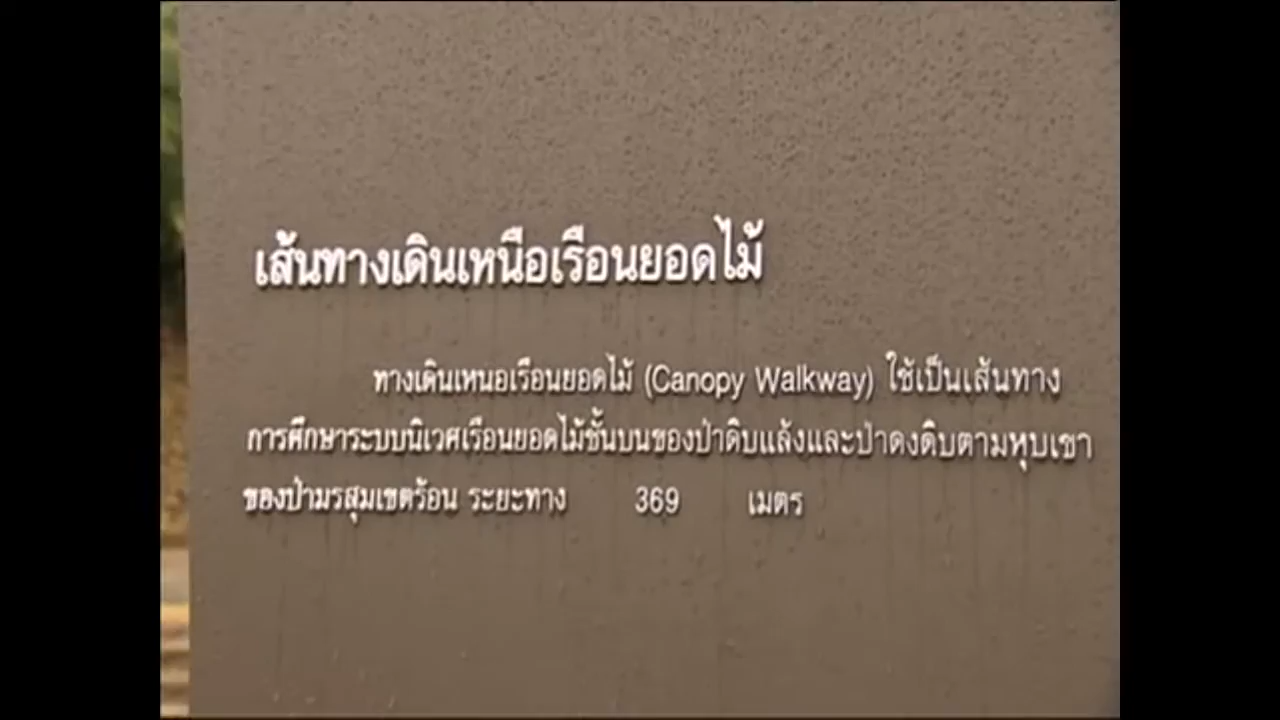 เส้นทางเดินเหนือเรือนยอดไม้
ทางเดินเหนอเรือนยอดไม้ (Canopy Walkway) ใช้เป็นเส้นทาง
การศึกษาระบบนิเวศเรือนยอดไม้ชั้นบนของป่าดิบแล้งและป่าดงดิบตามหุบเขา
ของป่ามรสุมเขตร้อน ระยะทาง 369 เมตร